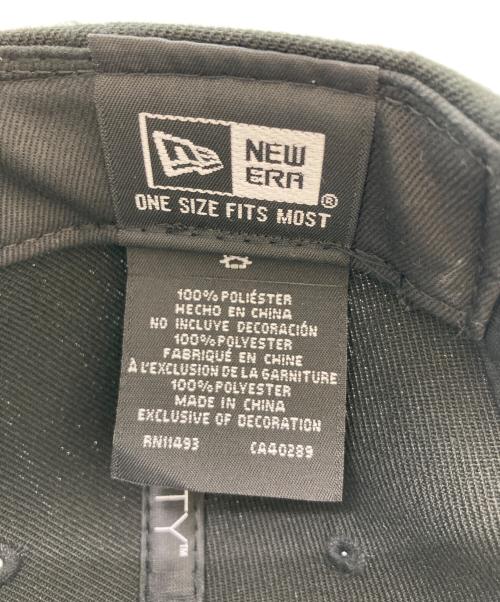 NEW
ERA®
ONE SIZE FITS MOST
100% POLIÉSTER
HECHO EN CHINA
NO INCLUYE DECORACIÓN
100% POLYESTER
FABRIQUÉ EN CHINE
À L'EXCLUSION DE LA GARNITURE
100% POLYESTER
MADE IN CHINA
EXCLUSIVE OF DECORATION
RN11493 CA40289
TY™